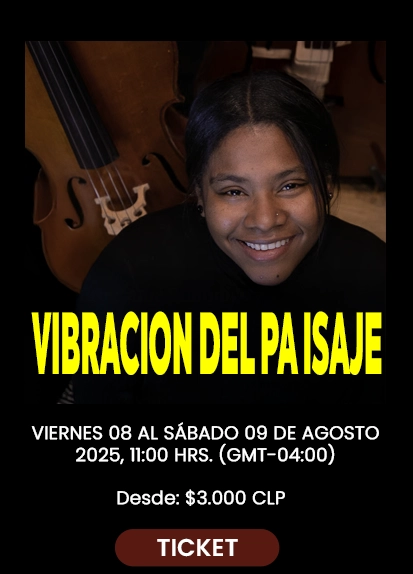 VIBRACION DEL PA ISAJE
VIERNES 08 AL SÁBADO 09 DE AGOSTO
2025, 11:00 HRS. (GMT-04:00)
Desde: $3.000 CLP
TICKET